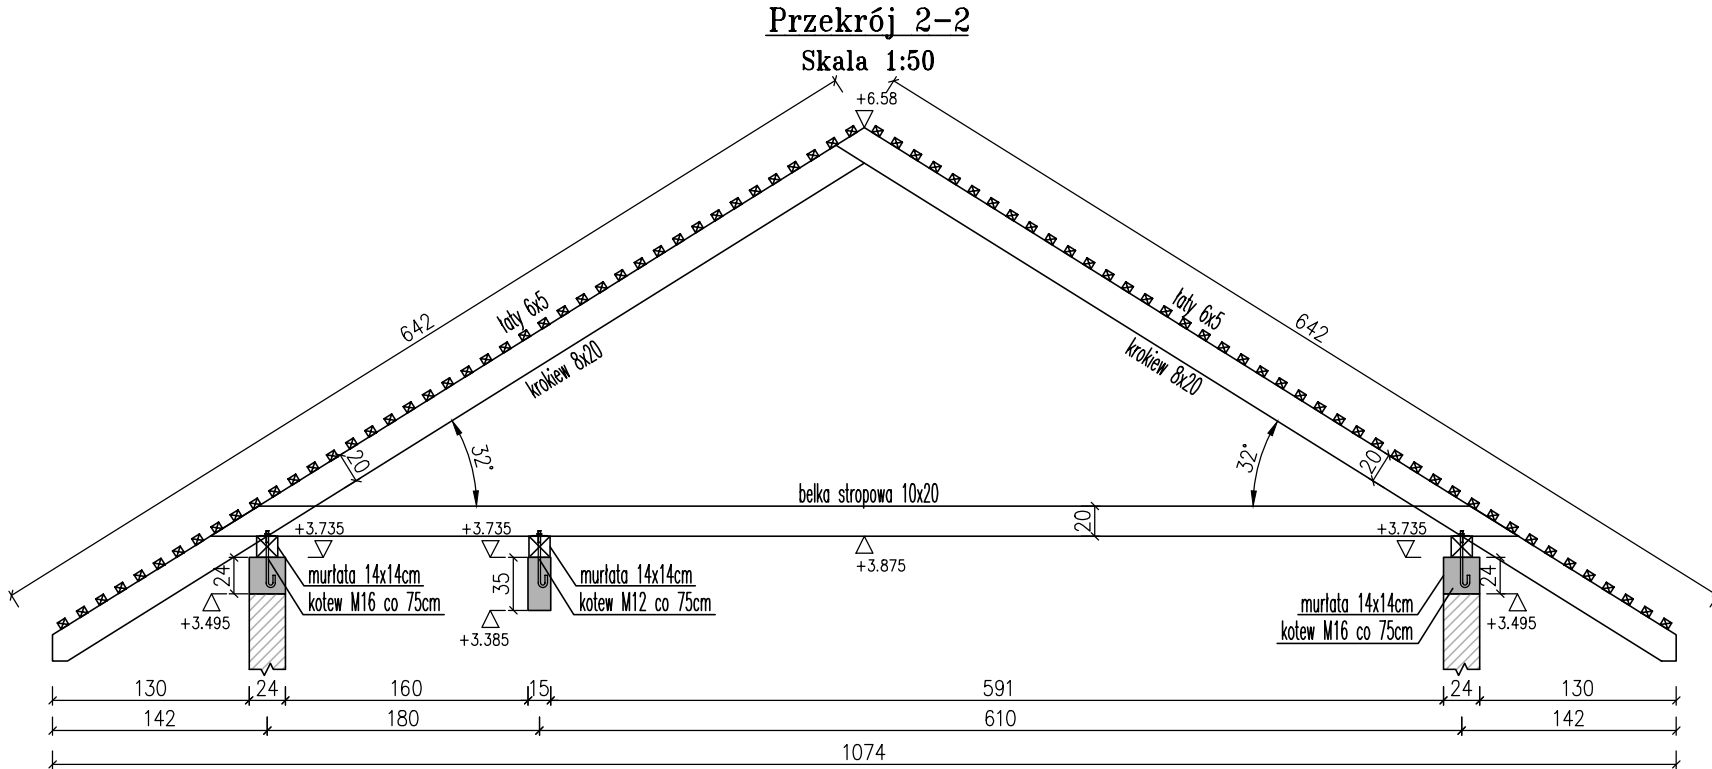 Przekrój 2-2
Skala 1:50
+6.58
642
łaty 6x5
krokiew 8x20
łaty 6x5
642
krokiew 8x20
20
32°
32°
20
belka stropowa 10x20
20
+3.735
+3.735
+3.735
+3.875
24
murłata 14x14cm
kotew M16 co 75cm
+3.495
35
murłata 14x14cm
kotew M12 co 75cm
+3.385
murłata 14x14cm
kotew M16 co 75cm
24
+3.495
130 24 160 15 591 24 130
142 180 610 142
1074